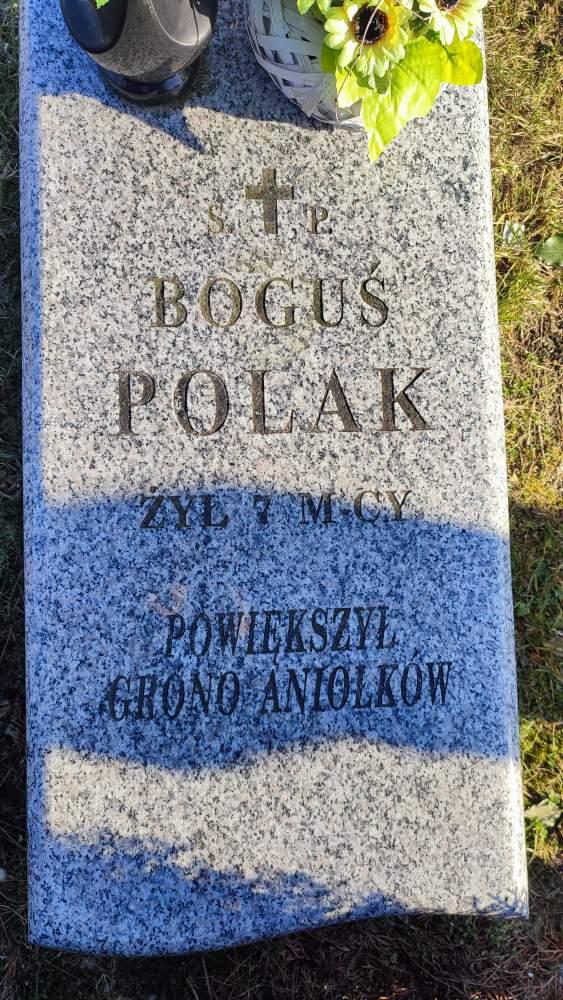 Ś. P.
BOGUŚ
POLAK
ŻYŁ 7 M-CY
POWIĘKSZYŁ
GRONO ANIOŁKÓW